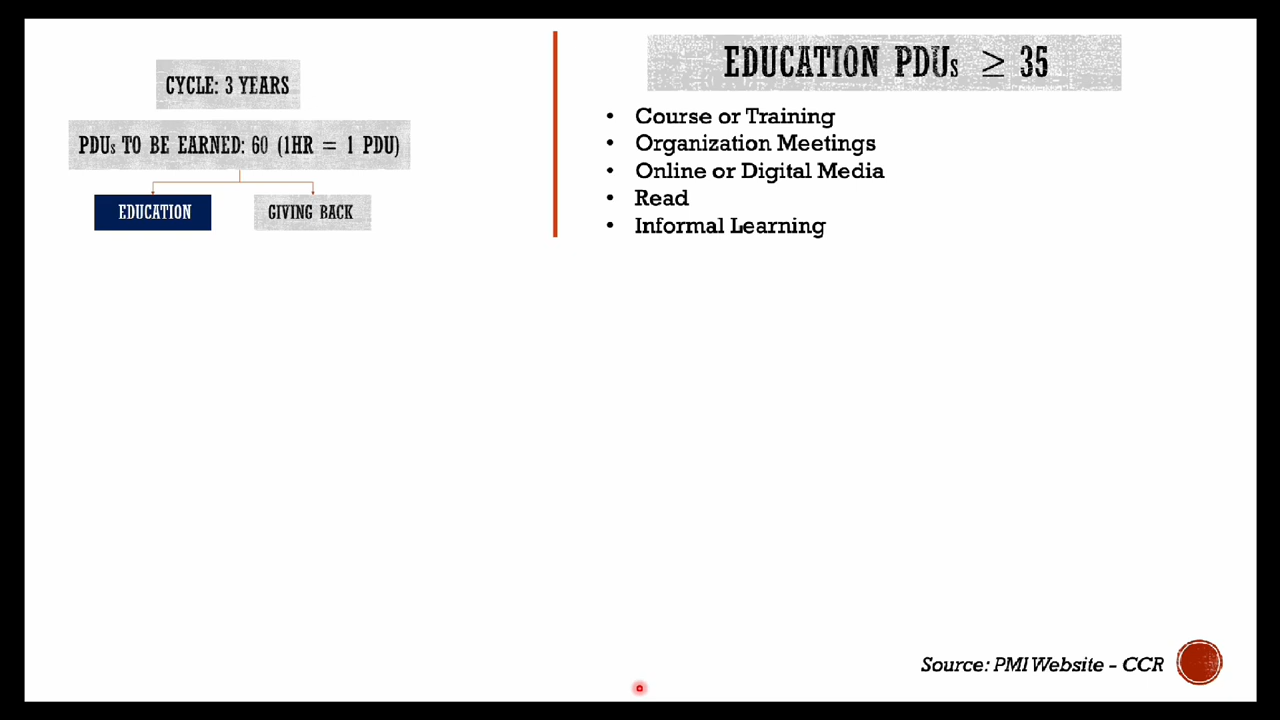 CYCLE: 3 YEARS
PDUs TO BE EARNED: 60 (1HR = 1 PDU)
EDUCATION
GIVING BACK
EDUCATION PDUs ≥ 35
• Course or Training
• Organization Meetings
• Online or Digital Media
• Read
• Informal Learning
Source: PMI Website - CCR